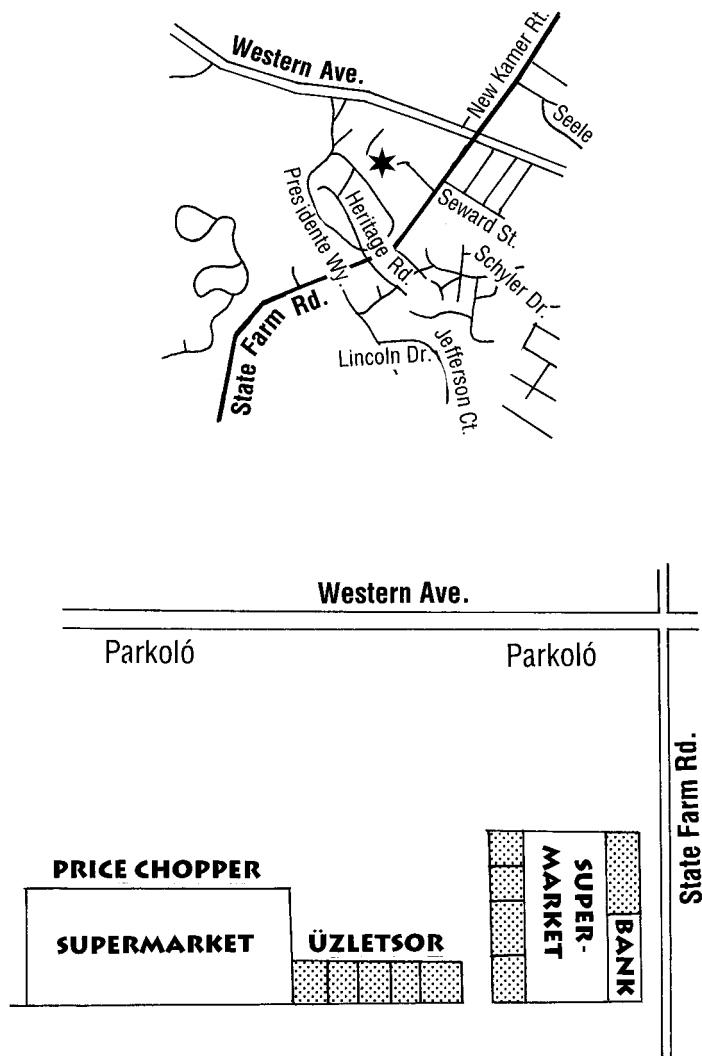 Western Ave.
New Karner Rt.
Seele
Presidente Wy.
Heritage Rd.
Seward St.
Schyler Dr.
State Farm Rd.
Lincoln Dr.
Jefferson Ct.
Western Ave.
Parkoló
Parkoló
State Farm Rd.
PRICE CHOPPER
SUPERMARKET
ÜZLETSOR
SUPER-
MARKET
BANK